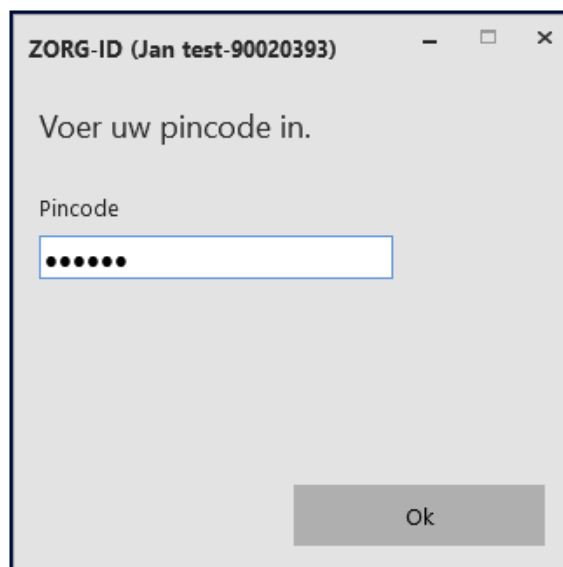 ZORG-ID (Jan test-90020393)
Voer uw pincode in.
Pincode
●●●●●●
Ok